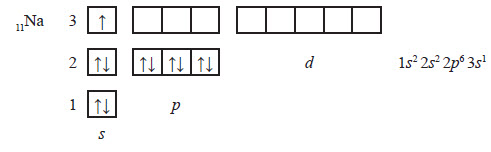 ₁₁Na 3 ↑
2 ↑↓ ↑↓ ↑↓ ↑↓ d 1s² 2s² 2p⁶ 3s¹
1 ↑↓ p
s